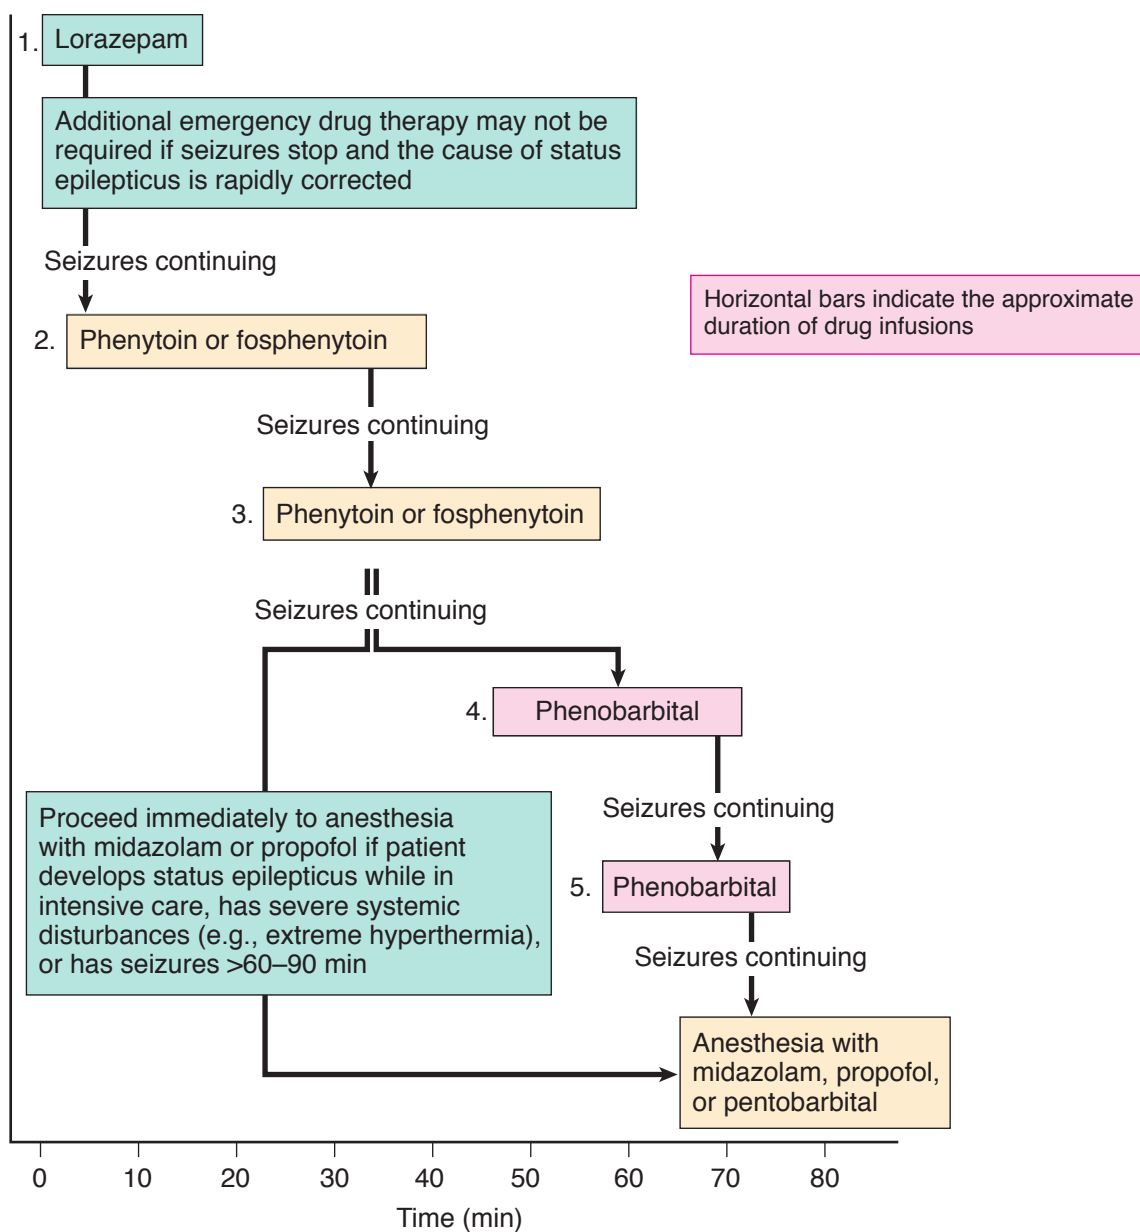 1. Lorazepam
Additional emergency drug therapy may not be
required if seizures stop and the cause of status
epilepticus is rapidly corrected
Seizures continuing
Horizontal bars indicate the approximate
duration of drug infusions
2. Phenytoin or fosphenytoin
Seizures continuing
3. Phenytoin or fosphenytoin
Seizures continuing
4. Phenobarbital
Proceed immediately to anesthesia
with midazolam or propofol if patient
develops status epilepticus while in
intensive care, has severe systemic
disturbances (e.g., extreme hyperthermia),
or has seizures >60–90 min
Seizures continuing
5. Phenobarbital
Seizures continuing
Anesthesia with
midazolam, propofol,
or pentobarbital
0 10 20 30 40 50 60 70 80
Time (min)